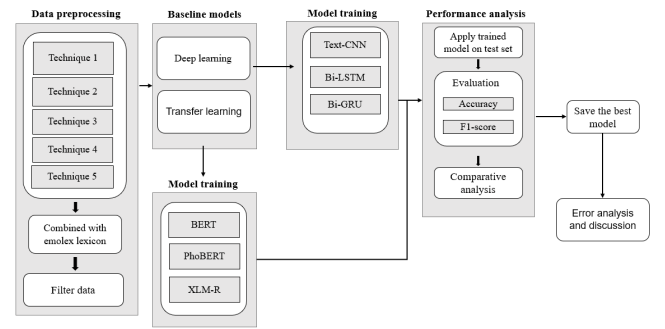 Data preprocessing
Technique 1
Technique 2
Technique 3
Technique 4
Technique 5
Combined with
emolex lexicon
Filter data
Baseline models
Deep learning
Transfer learning
Model training
Text-CNN
Bi-LSTM
Bi-GRU
Model training
BERT
PhoBERT
XLM-R
Performance analysis
Apply trained
model on test set
Evaluation
Accuracy
F1-score
Comparative
analysis
Save the best
model
Error analysis
and discussion